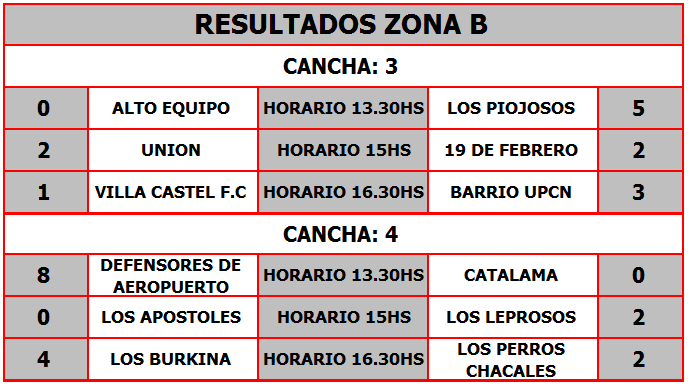 RESULTADOS ZONA B
CANCHA: 3
0 ALTO EQUIPO HORARIO 13.30HS LOS PIOJOSOS 5
2 UNION HORARIO 15HS 19 DE FEBRERO 2
1 VILLA CASTEL F.C HORARIO 16.30HS BARRIO UPCN 3
CANCHA: 4
8 DEFENSORES DE AEROPUERTO HORARIO 13.30HS CATALAMA 0
0 LOS APOSTOLES HORARIO 15HS LOS LEPROSOS 2
4 LOS BURKINA HORARIO 16.30HS LOS PERROS CHACALES 2